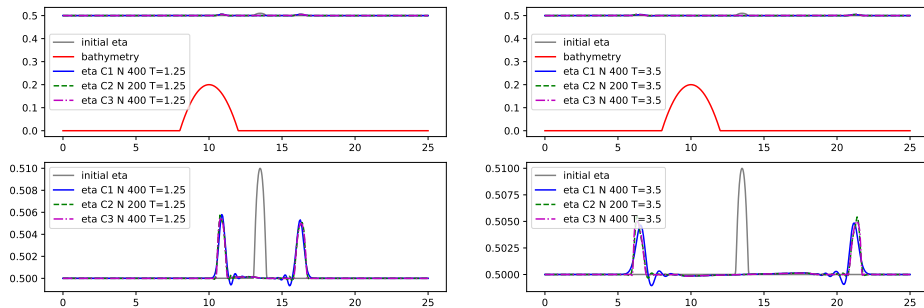 0.5
0.4
0.3
0.2
0.1
0.0
initial eta
bathymetry
eta C1 N 400 T=1.25
eta C2 N 200 T=1.25
eta C3 N 400 T=1.25
0 5 10 15 20 25
0.5
0.4
0.3
0.2
0.1
0.0
initial eta
bathymetry
eta C1 N 400 T=3.5
eta C2 N 200 T=3.5
eta C3 N 400 T=3.5
0 5 10 15 20 25
0.510
0.508
0.506
0.504
0.502
0.500
initial eta
eta C1 N 400 T=1.25
eta C2 N 200 T=1.25
eta C3 N 400 T=1.25
0 5 10 15 20 25
0.5100
0.5075
0.5050
0.5025
0.5000
initial eta
eta C1 N 400 T=3.5
eta C2 N 200 T=3.5
eta C3 N 400 T=3.5
0 5 10 15 20 25